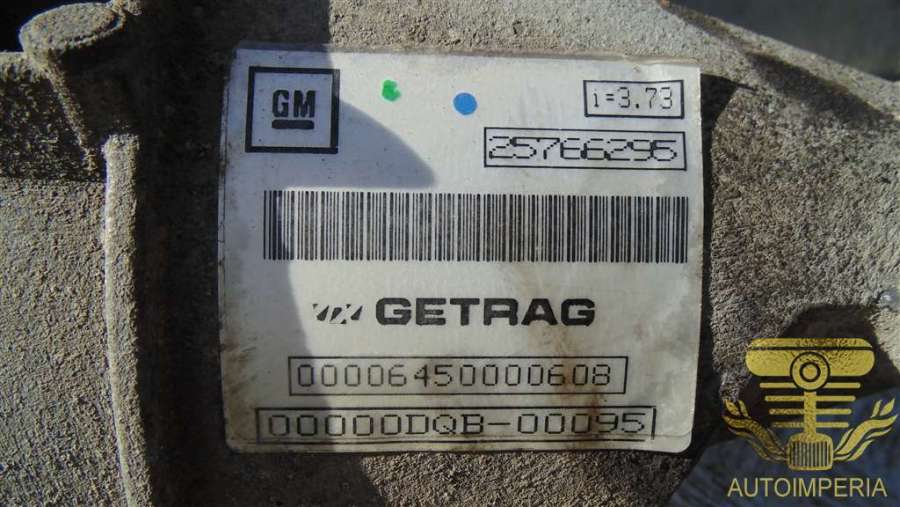 GM
i=3.73
25766296
GETRAG
00006450000608
00000DQB-00095
AUTOIMPERIA